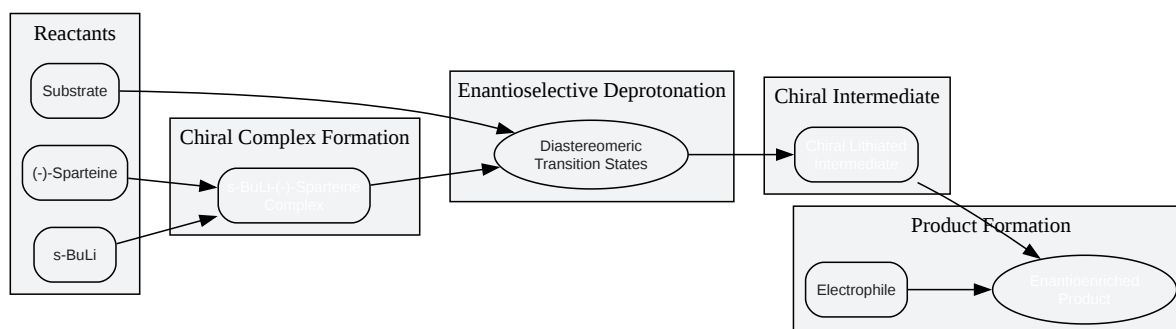 Reactants
Substrate
(-)-Sparteine
s-BuLi
Chiral Complex Formation
s-BuLi-(-)-Sparteine
Complex
Enantioselective Deprotonation
Diastereomeric
Transition States
Chiral Intermediate
Chiral Lithiated
Intermediate
Product Formation
Electrophile
Enantioenriched
Product